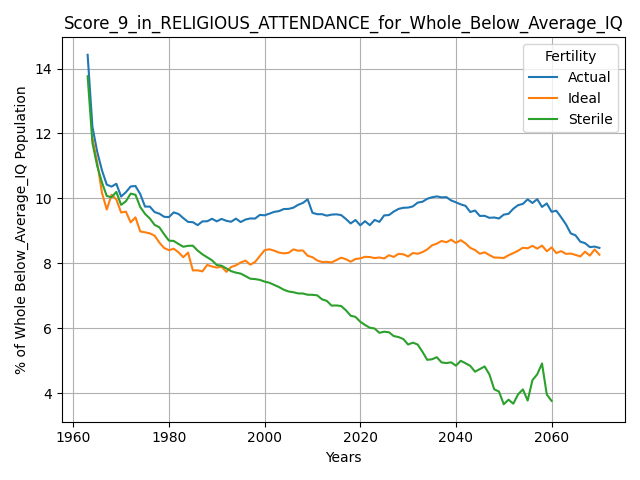 Score_9_in_RELIGIOUS_ATTENDANCE_for_Whole_Below_Average_IQ
% of Whole Below_Average_IQ Population
14
12
10
8
6
4
Fertility
Actual
Ideal
Sterile
1960
1980
2000
2020
2040
2060
Years